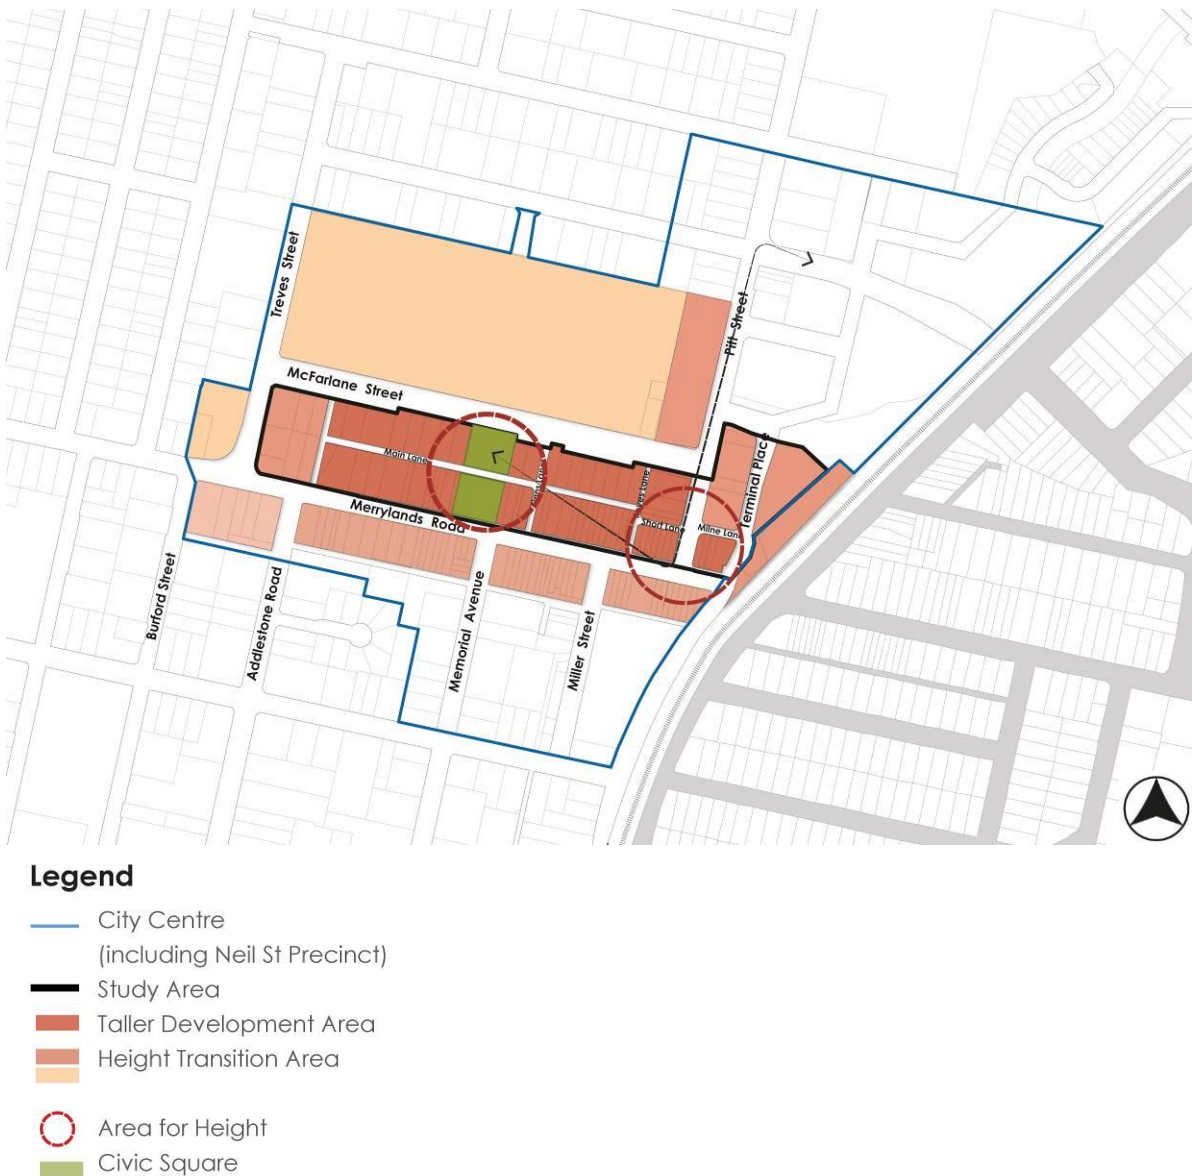 Treves Street
Pitt Street
McFarlane Street
Terminal Place
Main Lane
Short Lane
Milne Lane
Merrylands Road
Burford Street
Addlestone Road
Memorial Avenue
Miller Street
Legend
City Centre
(including Neil St Precinct)
Study Area
Taller Development Area
Height Transition Area
Area for Height
Civic Square